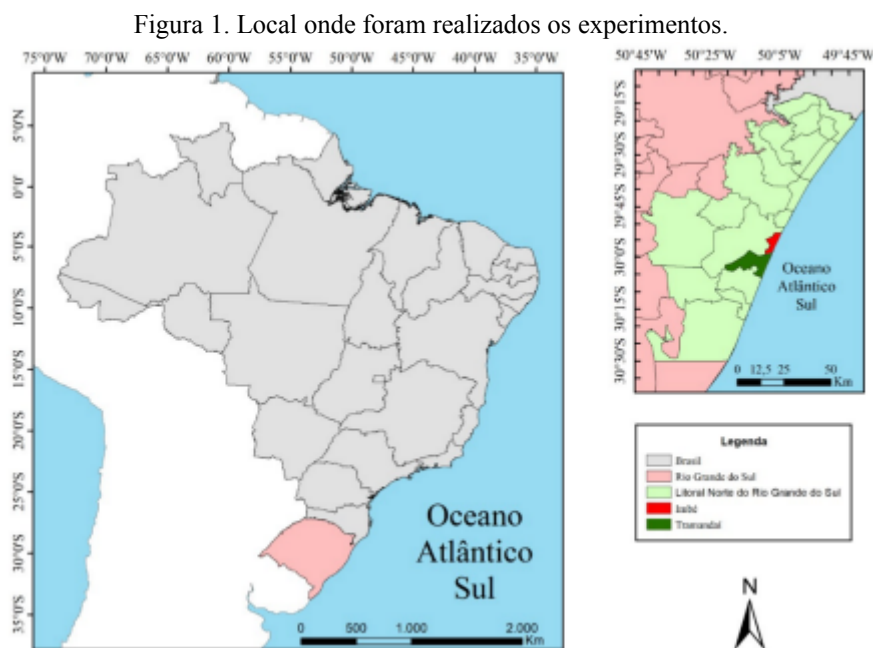 Figura 1. Local onde foram realizados os experimentos.
75°0'W 70°0'W 65°0'W 60°0'W 55°0'W 50°0'W 45°0'W 40°0'W 35°0'W
5°0'N
0°0'
5°0'S
10°0'S
15°0'S
20°0'S
25°0'S
30°0'S
35°0'S
Oceano
Atlântico
Sul
0 500 1.000 2.000
Km
50°45'W 50°25'W 50°5'W 49°45'W
29°15'S
29°30'S
29°45'S
30°0'S
30°15'S
30°30'S
Oceano
Atlântico
Sul
0 12,5 25 50
Km
Legenda
Brasil
Rio Grande do Sul
Litoral Norte do Rio Grande do Sul
Imbé
Tramandaí
N